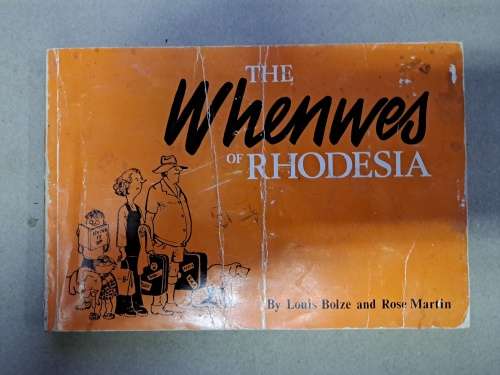 THE
Whenwes
OF RHODESIA
By Louis Bolze and Rose Martin